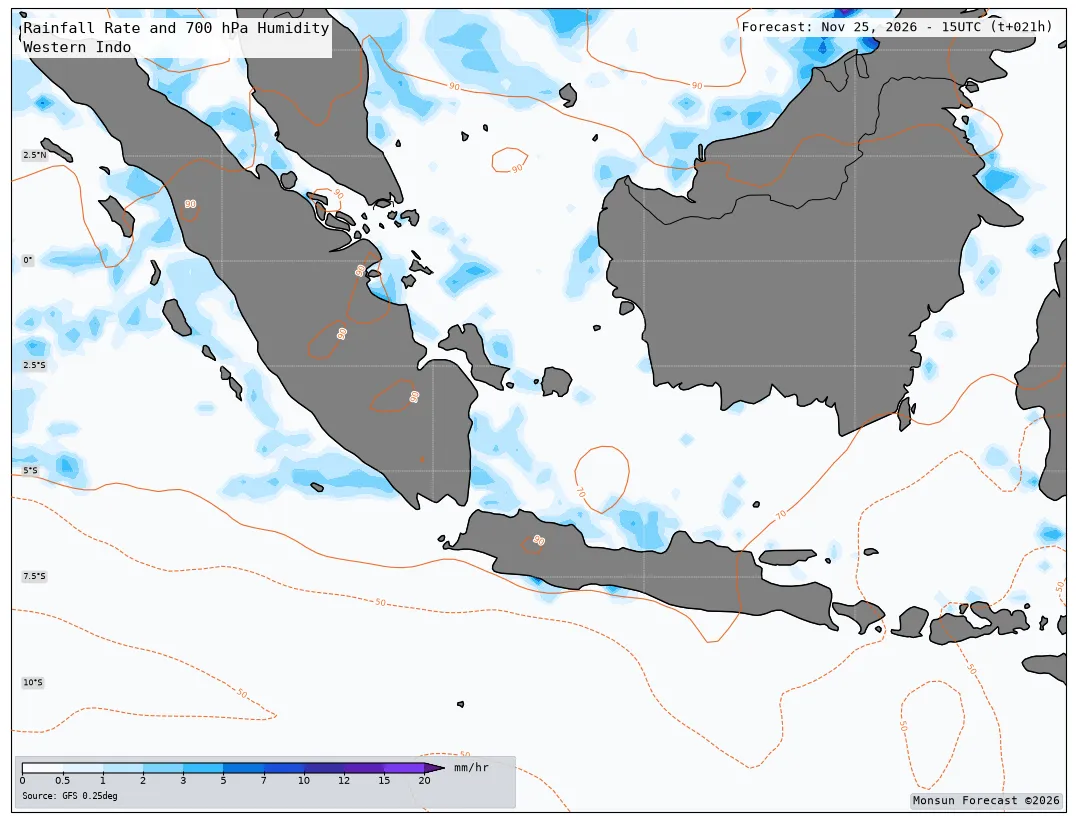 Rainfall Rate and 700 hPa Humidity
Western Indo
Forecast: Nov 25, 2026 - 15UTC (t+021h)
90
90
2.5°N
90
90
90
0°
90
90
2.5°S
90
5°S
70
70
90
7.5°S
50
50
50
10°S
50
50
50
mm/hr
0 0.5 1 2 3 5 7 10 12 15 20
Source: GFS 0.25deg
Monsun Forecast ©2026